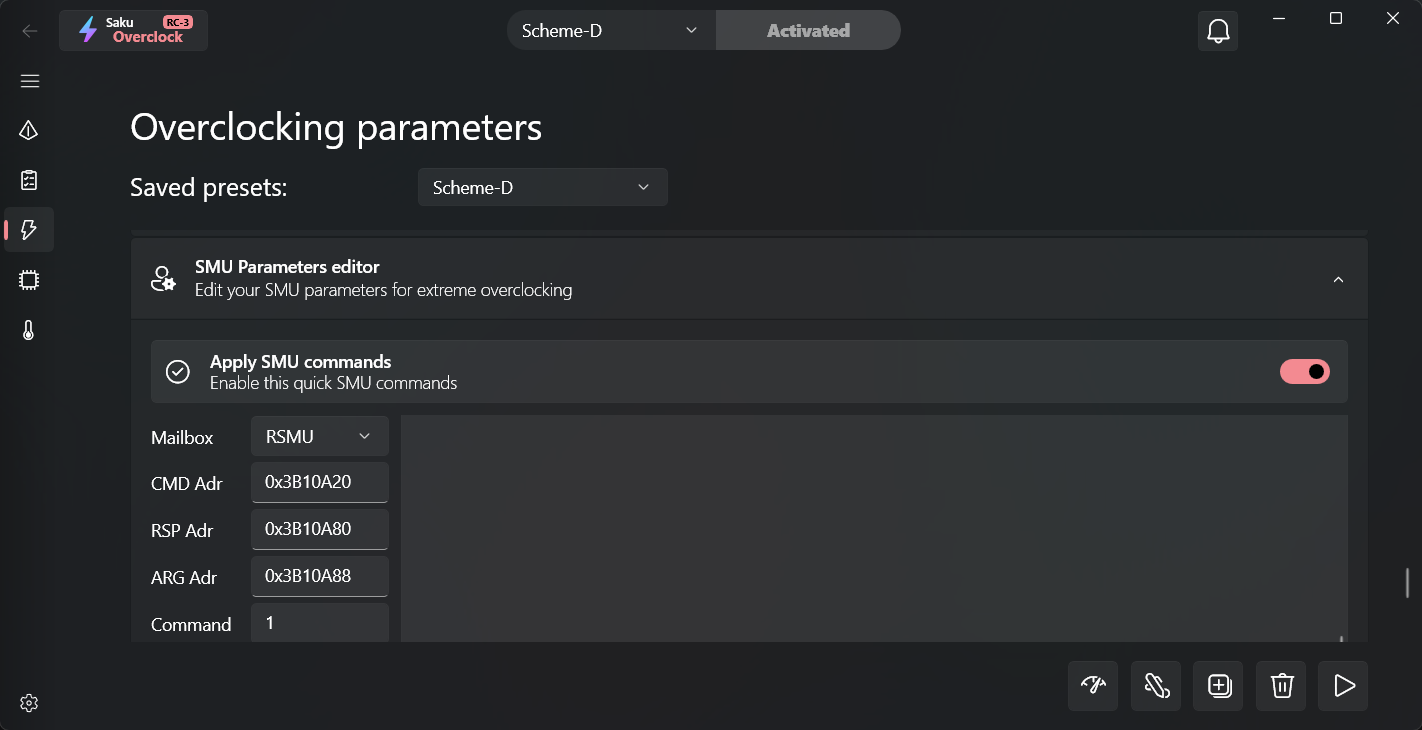 Saku
RC-3
Overclock
Scheme-D
Activated
Overclocking parameters
Saved presets:
Scheme-D
SMU Parameters editor
Edit your SMU parameters for extreme overclocking
Apply SMU commands
Enable this quick SMU commands
Mailbox
RSMU
CMD Adr
0x3B10A20
RSP Adr
0x3B10A80
ARG Adr
0x3B10A88
Command
1